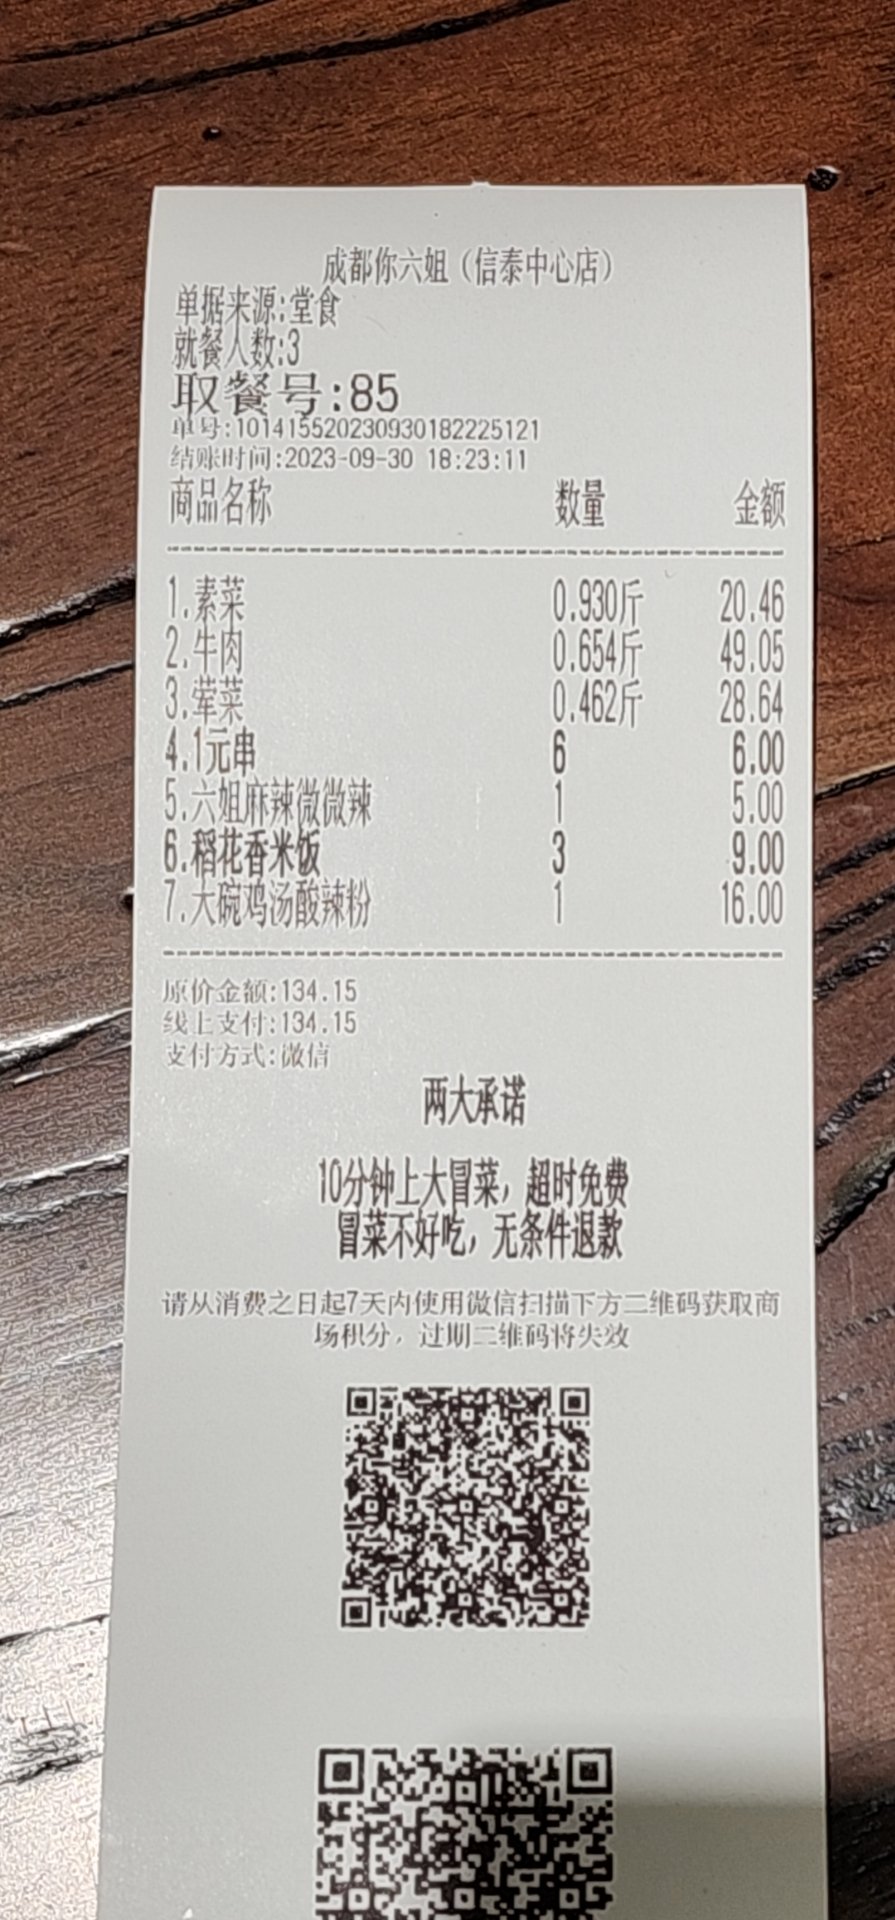 成都你六姐（信泰中心店）
单据来源:堂食
就餐人数:3
取餐号:85
单号:10141552023093018222​5121
结账时间:2023-09-30 18:23:11
商品名称 数量 金额
1.素菜 0.930斤 20.46
2.牛肉 0.654斤 49.05
3.荤菜 0.462斤 28.64
4.1元串 6 6.00
5.六姐麻辣微微辣 1 5.00
6.稻花香米饭 3 9.00
7.大碗鸡汤酸辣粉 1 16.00
原价金额:134.15
线上支付:134.15
支付方式:微信
两大承诺
10分钟上大冒菜，超时免费
冒菜不好吃，无条件退款
请从消费之日起7天内使用微信扫描下方二维码获取商
场积分，过期二维码将失效